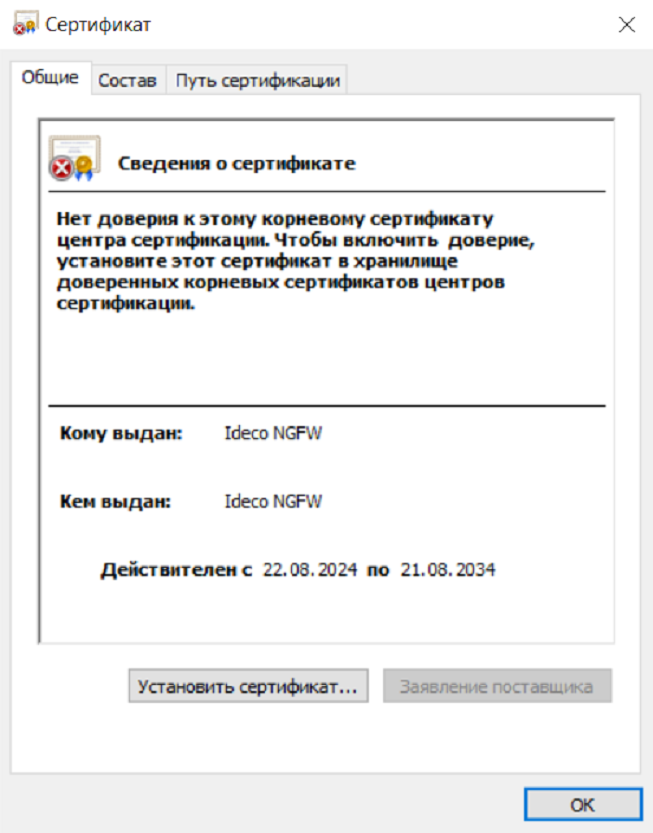 Сертификат
Общие Состав Путь сертификации
Сведения о сертификате
Нет доверия к этому корневому сертификату
центра сертификации. Чтобы включить доверие,
установите этот сертификат в хранилище
доверенных корневых сертификатов центров
сертификации.
Кому выдан: Ideco NGFW
Кем выдан: Ideco NGFW
Действителен с 22.08.2024 по 21.08.2034
Установить сертификат... Заявление поставщика
ОК